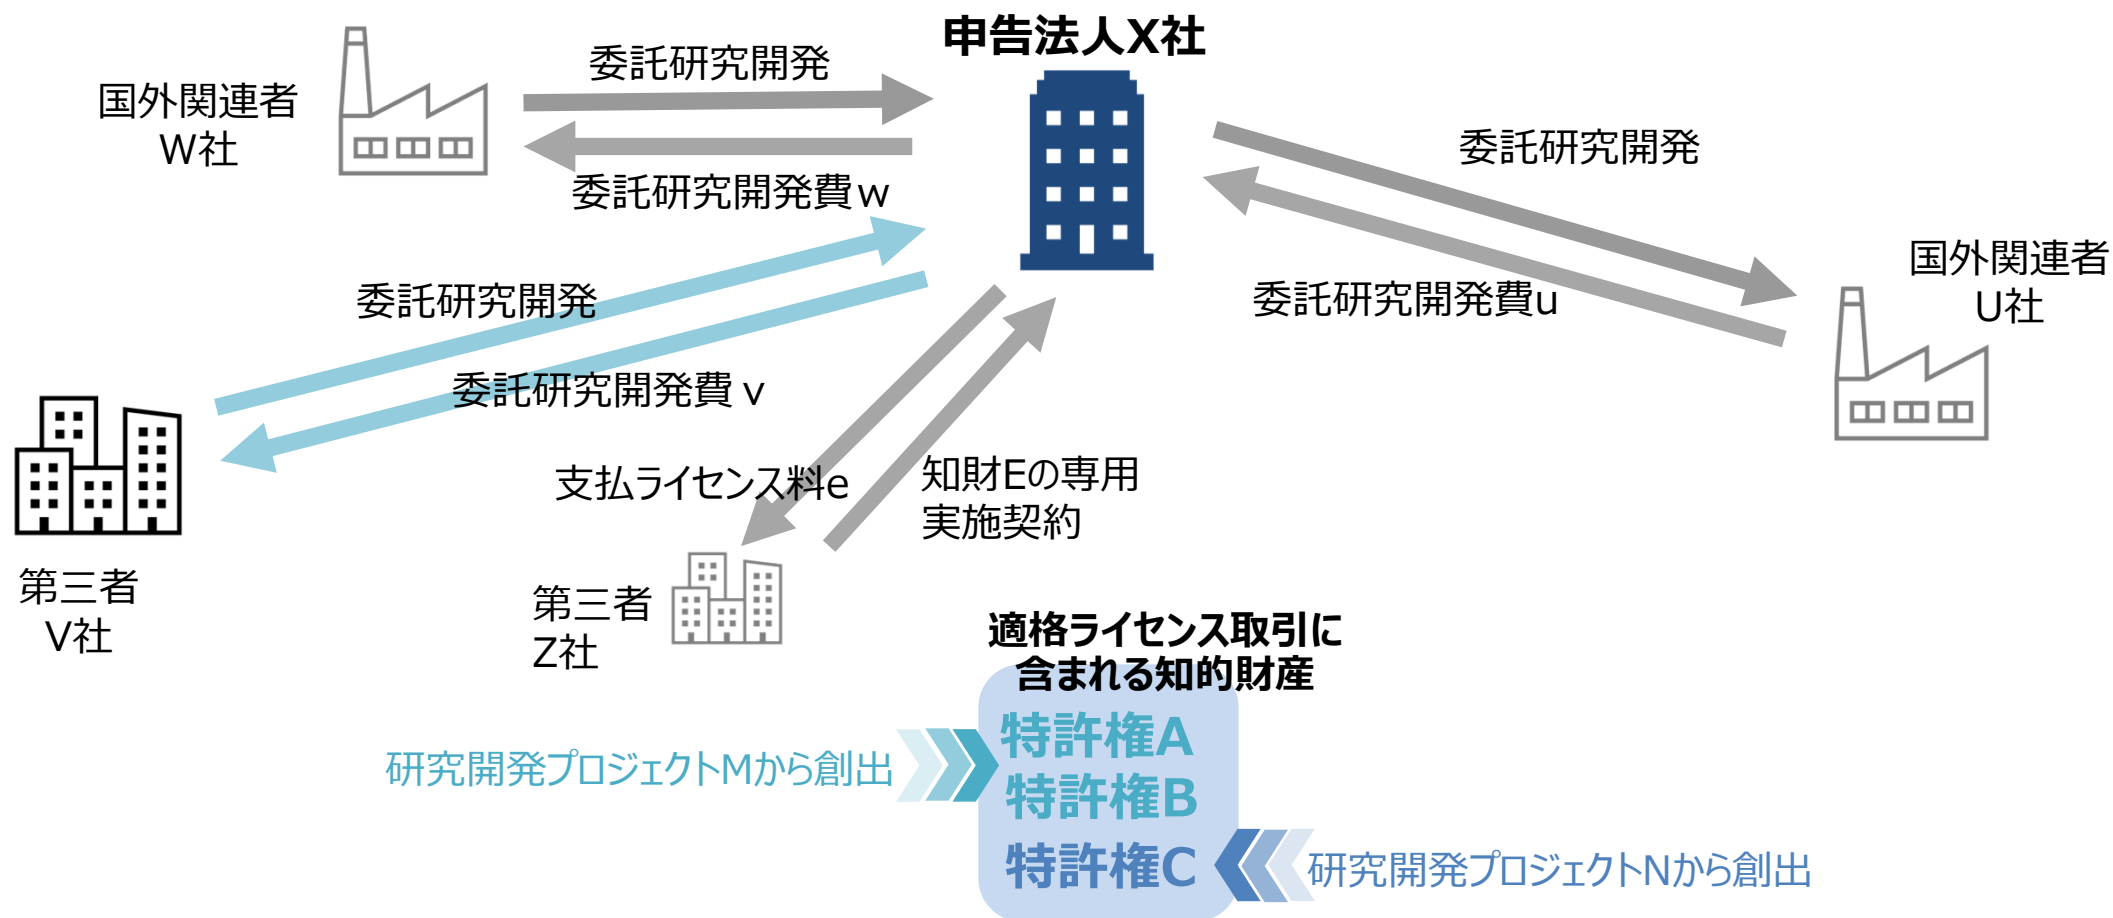 申告法人X社
委託研究開発
国外関連者
W社
委託研究開発費w
委託研究開発
国外関連者
U社
委託研究開発費u
委託研究開発
委託研究開発費 v
支払ライセンス料e
知財Eの専用
実施契約
第三者
V社
第三者
Z社
適格ライセンス取引に
含まれる知的財産
特許権A
研究開発プロジェクトMから創出
特許権B
特許権C
研究開発プロジェクトNから創出